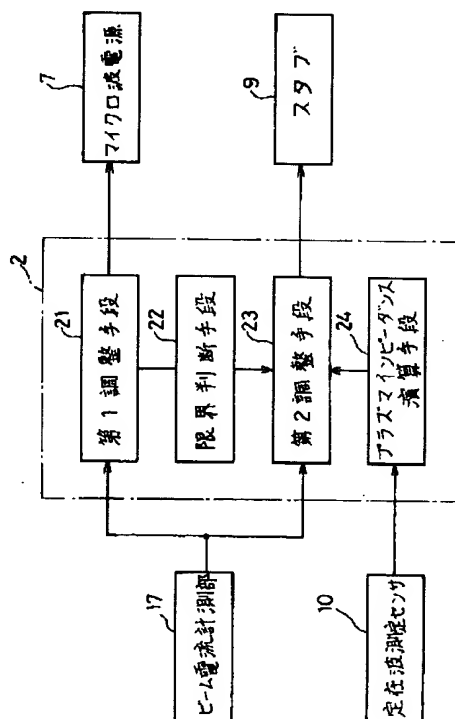 17
ビーム電流計測部
10
定在波測定センサ
2
21
第1調整手段
22
限界判断手段
23
第2調整手段
24
プラズマインピーダンス
演算手段
7
マイクロ波電源
9
スタブ